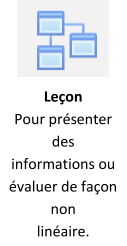 Leçon
Pour présenter
des
informations ou
évaluer de façon
non
linéaire.